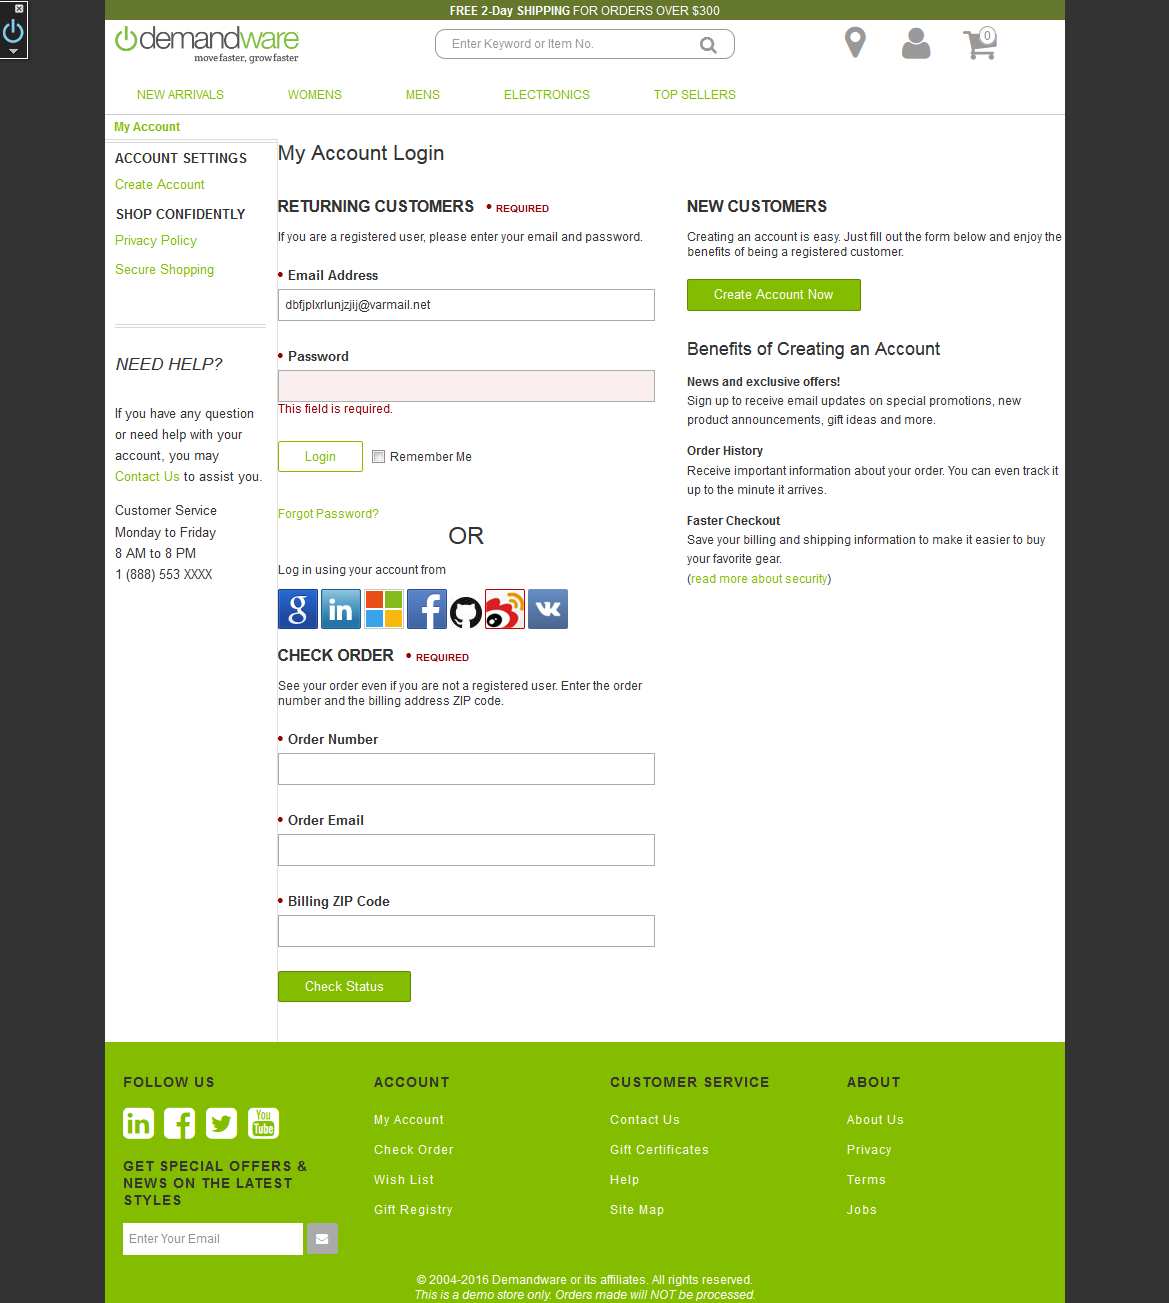 FREE 2-Day SHIPPING FOR ORDERS OVER $300
demandware
move faster, grow faster
Enter Keyword or Item No.
0
NEW ARRIVALS
WOMENS
MENS
ELECTRONICS
TOP SELLERS
My Account
ACCOUNT SETTINGS
Create Account
SHOP CONFIDENTLY
Privacy Policy
Secure Shopping
NEED HELP?
If you have any question
or need help with your
account, you may
Contact Us to assist you.
Customer Service
Monday to Friday
8 AM to 8 PM
1 (888) 553 XXXX
My Account Login
RETURNING CUSTOMERS • REQUIRED
If you are a registered user, please enter your email and password.
• Email Address
dbfjplxrlunjzjij@varmail.net
• Password
This field is required.
Login
Remember Me
Forgot Password?
OR
Log in using your account from
g
in
f
CHECK ORDER • REQUIRED
See your order even if you are not a registered user. Enter the order
number and the billing address ZIP code.
• Order Number
• Order Email
• Billing ZIP Code
Check Status
NEW CUSTOMERS
Creating an account is easy. Just fill out the form below and enjoy the
benefits of being a registered customer.
Create Account Now
Benefits of Creating an Account
News and exclusive offers!
Sign up to receive email updates on special promotions, new
product announcements, gift ideas and more.
Order History
Receive important information about your order. You can even track it
up to the minute it arrives.
Faster Checkout
Save your billing and shipping information to make it easier to buy
your favorite gear.
(read more about security)
FOLLOW US
in
f
You
Tube
GET SPECIAL OFFERS &
NEWS ON THE LATEST
STYLES
Enter Your Email
ACCOUNT
My Account
Check Order
Wish List
Gift Registry
CUSTOMER SERVICE
Contact Us
Gift Certificates
Help
Site Map
ABOUT
About Us
Privacy
Terms
Jobs
© 2004-2016 Demandware or its affiliates. All rights reserved.
This is a demo store only. Orders made will NOT be processed.